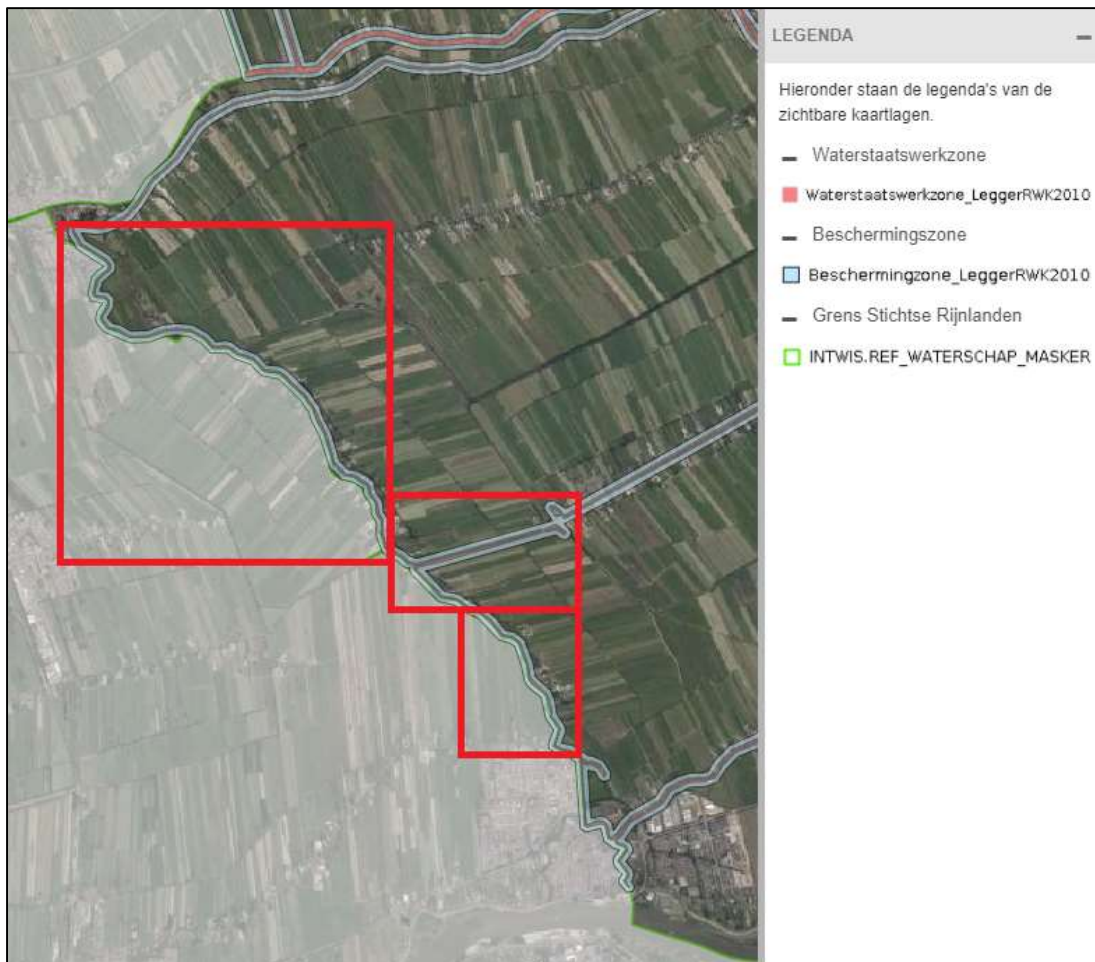 LEGENDA
Hieronder staan de legenda's van de
zichtbare kaartlagen.
Waterstaatswerkzone
Waterstaatswerkzone_LeggerRWK2010
Beschermingszone
Beschermingzone_LeggerRWK2010
Grens Stichtse Rijnlanden
INTWIS.REF_WATERSCHAP_MASKER